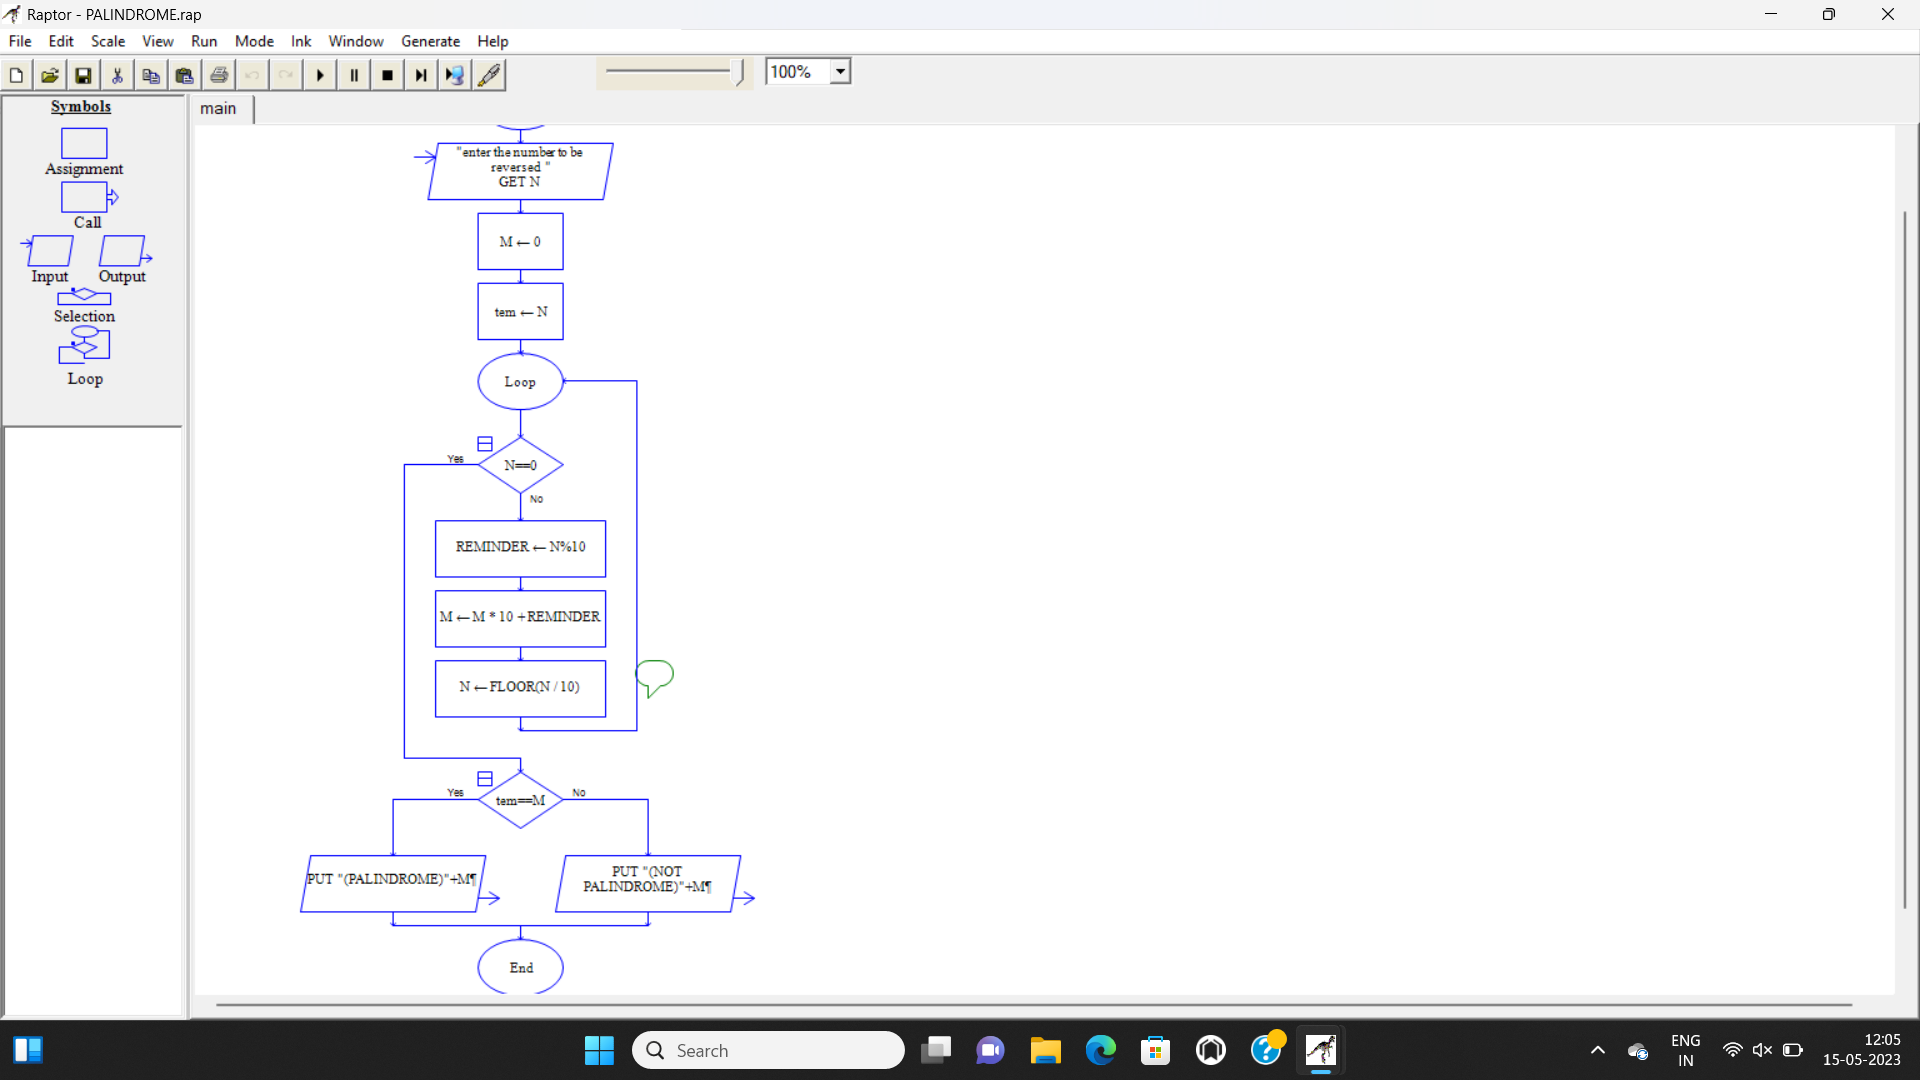 Raptor - PALINDROME.rap
File Edit Scale View Run Mode Ink Window Generate Help
100%
Symbols
Assignment
Call
Input Output
Selection
Loop
main
"enter the number to be
reversed "
GET N
M ← 0
tem ← N
Loop
Yes
N==0
No
REMINDER ← N%10
M ← M * 10 +REMINDER
N ← FLOOR(N / 10)
Yes
tem==M
No
PUT "(PALINDROME)"+M¶
PUT "(NOT
PALINDROME)"+M¶
End
Search
ENG
IN
12:05
15-05-2023